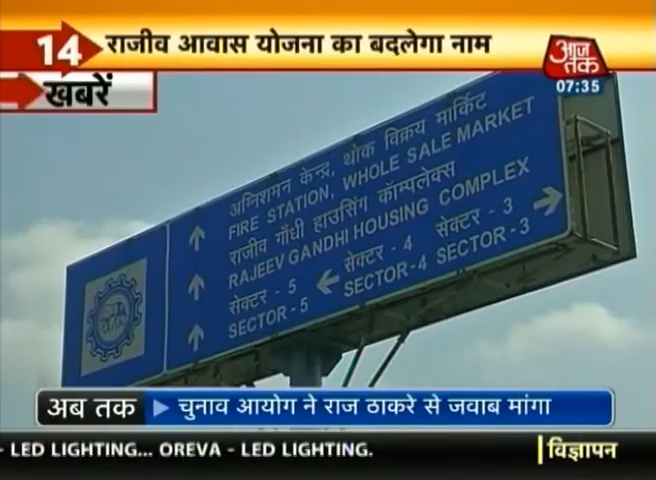 14 राजीव आवास योजना का बदलेगा नाम
आज तक
खबरें
07:35
अग्निशमन केन्द्र, थोक विक्रय मार्किट
FIRE STATION, WHOLE SALE MARKET
राजीव गाँधी हाउसिंग कॉम्पलेक्स
RAJEEV GANDHI HOUSING COMPLEX
सेक्टर - 5 सेक्टर - 4 सेक्टर - 3
SECTOR - 5 SECTOR-4 SECTOR-3
अब तक चुनाव आयोग ने राज ठाकरे से जवाब मांगा
- LED LIGHTING... OREVA - LED LIGHTING. विज्ञापन